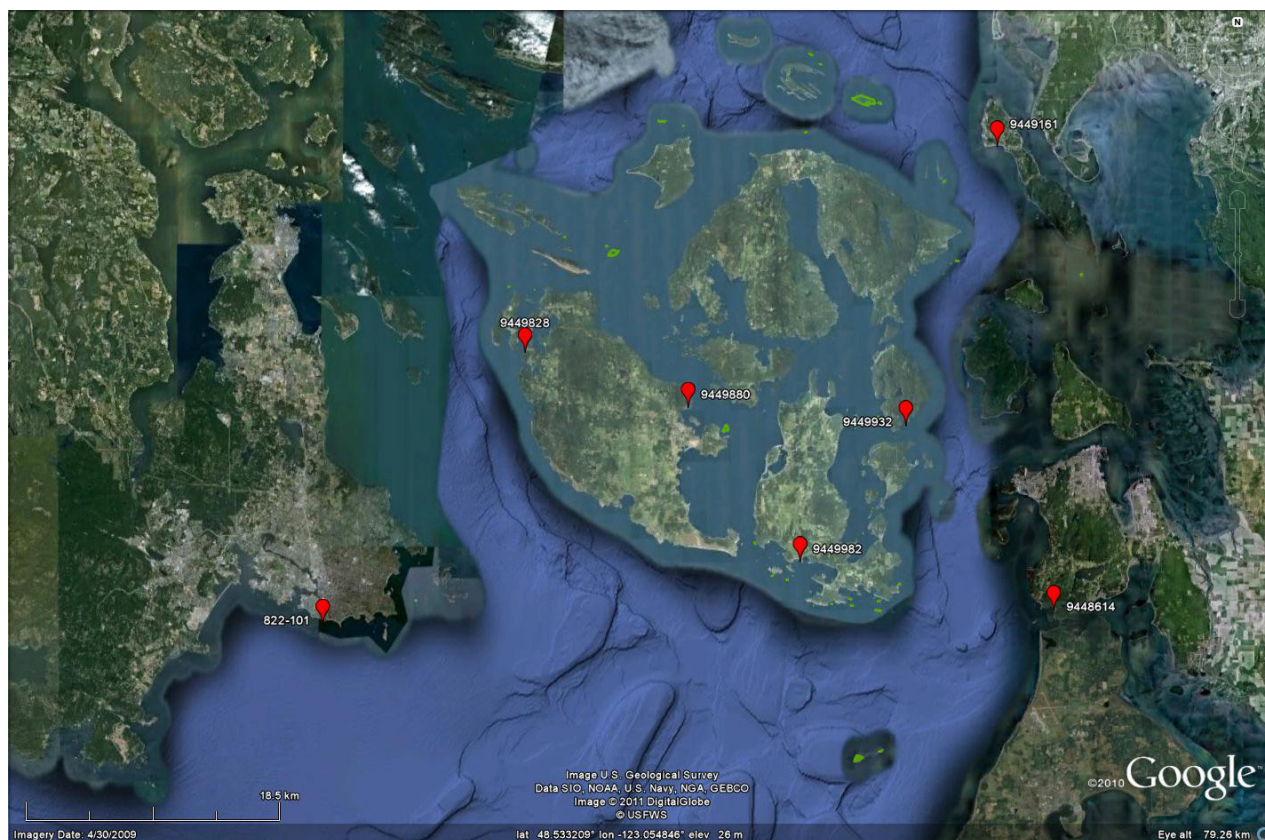 N
9449161
9449828
9449880
9449932
9449982
9448614
822-101
18.5 km
Image U.S. Geological Survey
Data SIO, NOAA, U.S. Navy, NGA, GEBCO
Image © 2011 DigitalGlobe
© USFWS
©2010 Google™
Imagery Date: 4/30/2009
lat 48.533209° lon -123.054846° elev 26 m
Eye alt 79.26 km